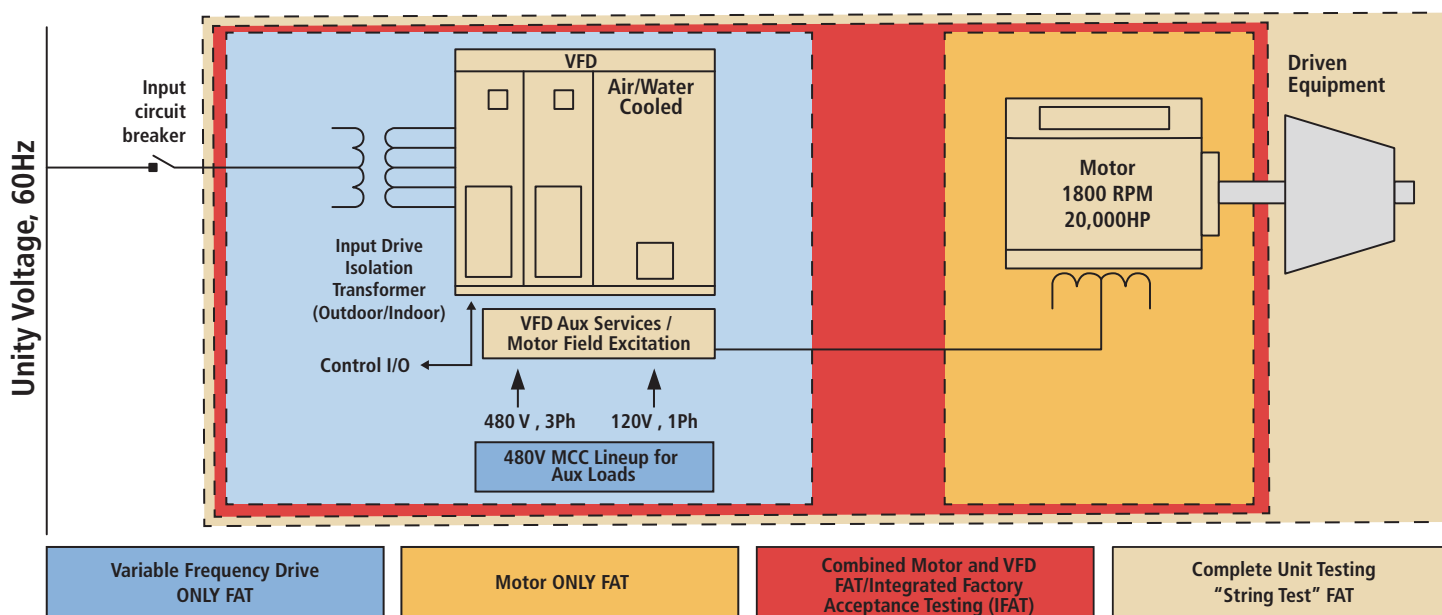 Unity Voltage, 60Hz
Input
circuit
breaker
VFD
Air/Water
Cooled
Input Drive
Isolation
Transformer
(Outdoor/Indoor)
VFD Aux Services /
Motor Field Excitation
Control I/O
480 V , 3Ph
120V , 1Ph
480V MCC Lineup for
Aux Loads
Motor
1800 RPM
20,000HP
Driven
Equipment
Variable Frequency Drive
ONLY FAT
Motor ONLY FAT
Combined Motor and VFD
FAT/Integrated Factory
Acceptance Testing (IFAT)
Complete Unit Testing
"String Test" FAT